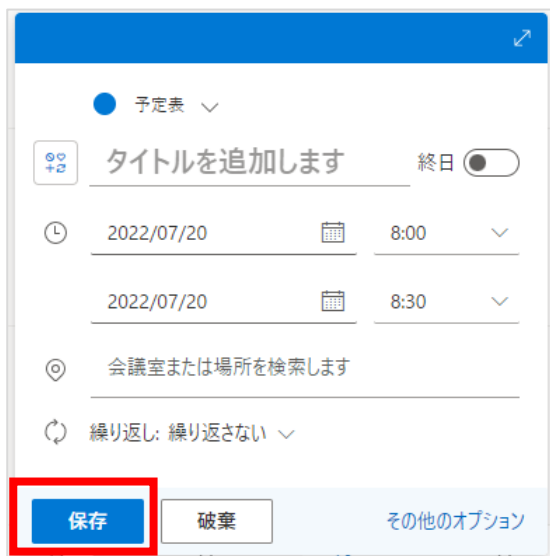 予定表
タイトルを追加します 終日
2022/07/20 8:00
2022/07/20 8:30
会議室または場所を検索します
繰り返し: 繰り返さない
保存 破棄 その他のオプション